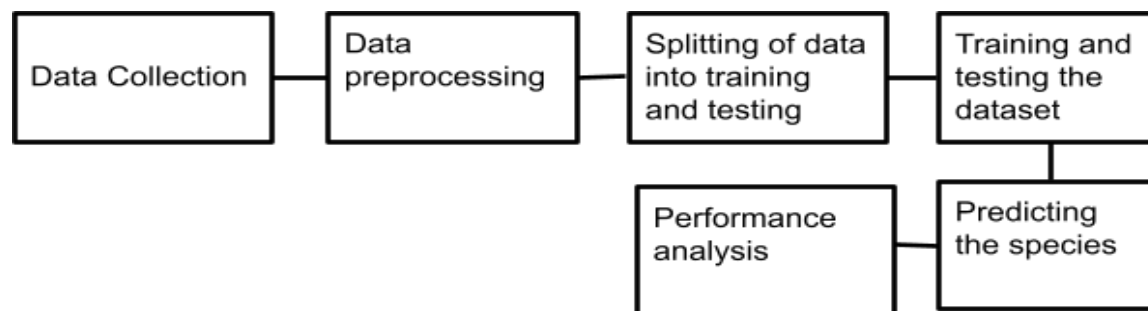 Data Collection
Data
preprocessing
Splitting of data
into training
and testing
Training and
testing the
dataset
Predicting
the species
Performance
analysis